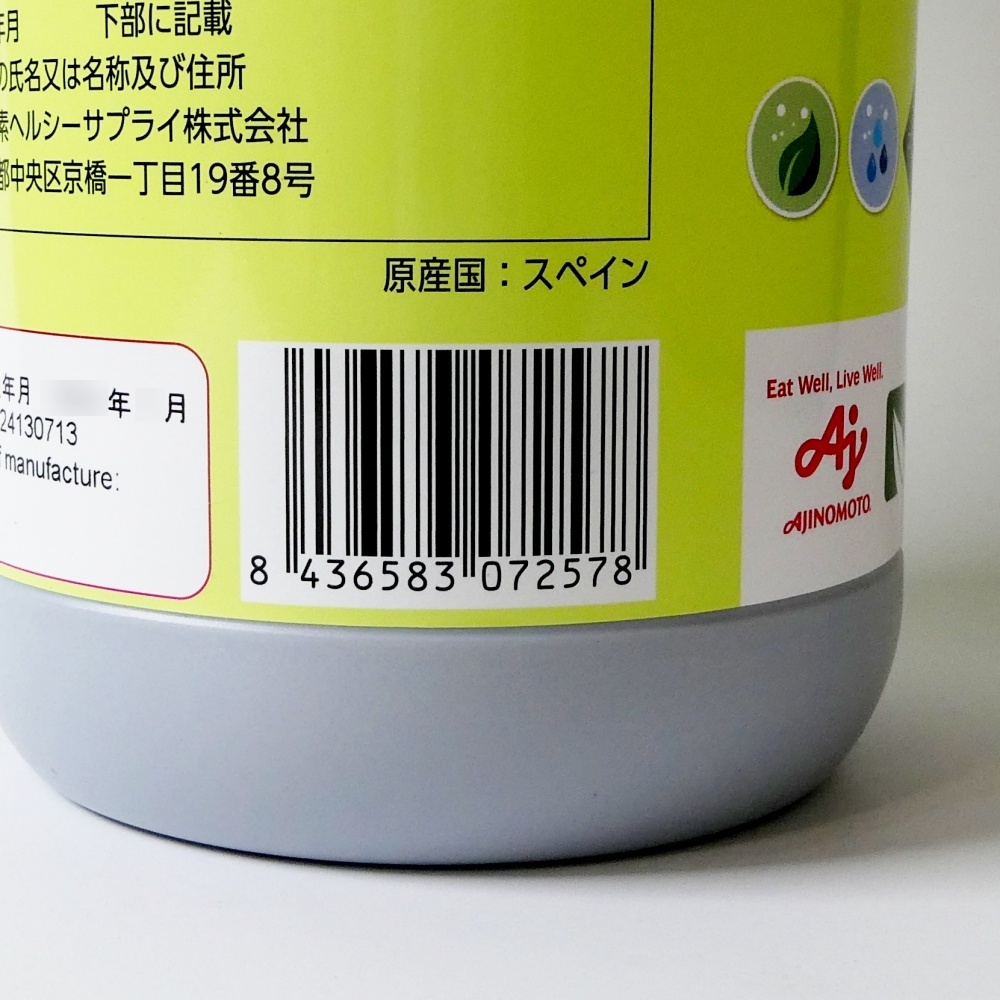 年月 下部に記載
の氏名又は名称及び住所
素ヘルシーサプライ株式会社
都中央区京橋一丁目19番8号
原産国：スペイン
年月 年 月
24130713
f manufacture:
8 436583 072578
Eat Well, Live Well.
Aj
AJINOMOTO